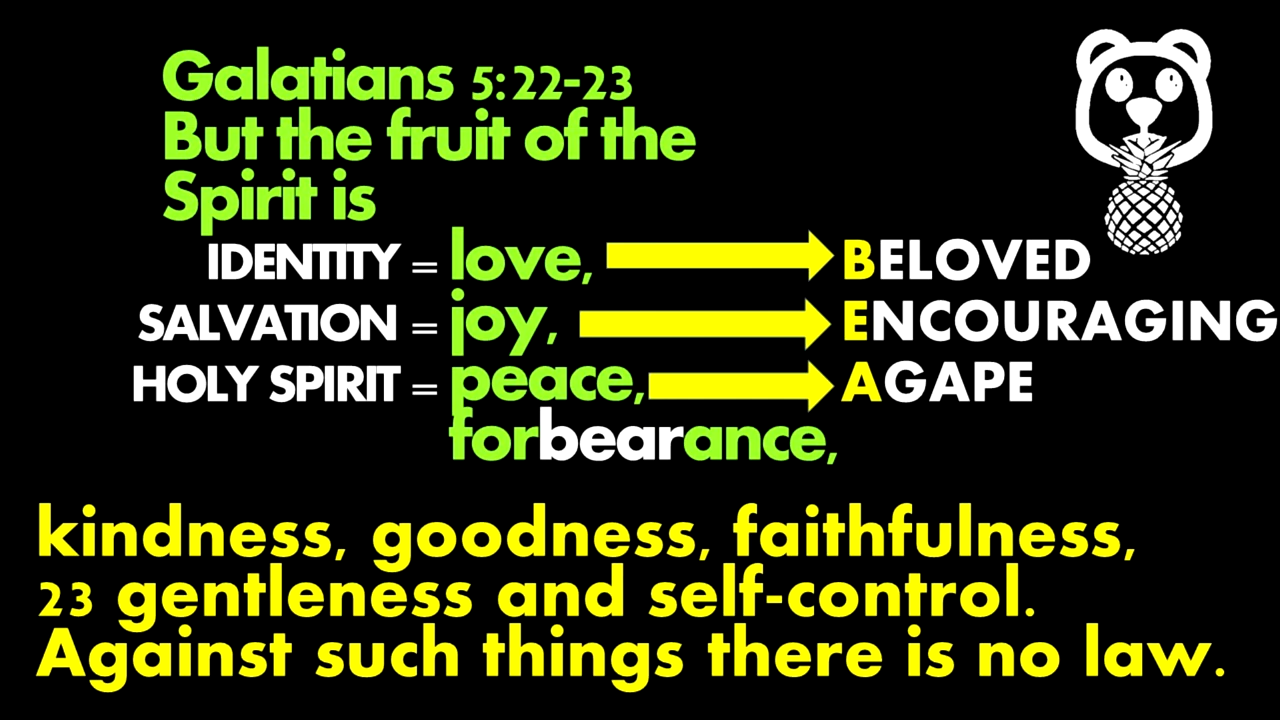 Galatians 5:22-23
But the fruit of the
Spirit is
IDENTITY = love, BELOVED
SALVATION = joy, ENCOURAGING
HOLY SPIRIT = peace, AGAPE
forbearance,
kindness, goodness, faithfulness,
23 gentleness and self-control.
Against such things there is no law.